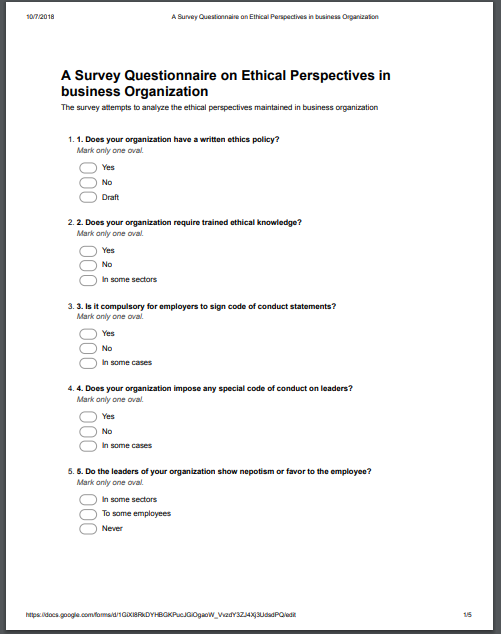 10/7/2018 A Survey Questionnaire on Ethical Perspectives in business Organization
A Survey Questionnaire on Ethical Perspectives in
business Organization
The survey attempts to analyze the ethical perspectives maintained in business organization
1. 1. Does your organization have a written ethics policy?
Mark only one oval.
Yes
No
Draft
2. 2. Does your organization require trained ethical knowledge?
Mark only one oval.
Yes
No
In some sectors
3. 3. Is it compulsory for employers to sign code of conduct statements?
Mark only one oval.
Yes
No
In some cases
4. 4. Does your organization impose any special code of conduct on leaders?
Mark only one oval.
Yes
No
In some cases
5. 5. Do the leaders of your organization show nepotism or favor to the employee?
Mark only one oval.
In some sectors
To some employees
Never
1/5